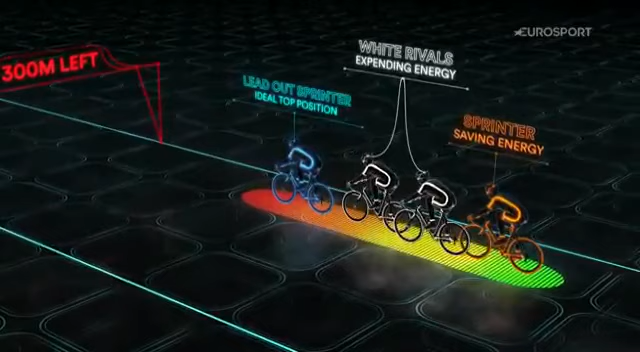 EUROSPORT
WHITE RIVALS
EXPENDING ENERGY
300M LEFT
LEAD OUT SPRINTER
IDEAL TOP POSITION
SPRINTER
SAVING ENERGY